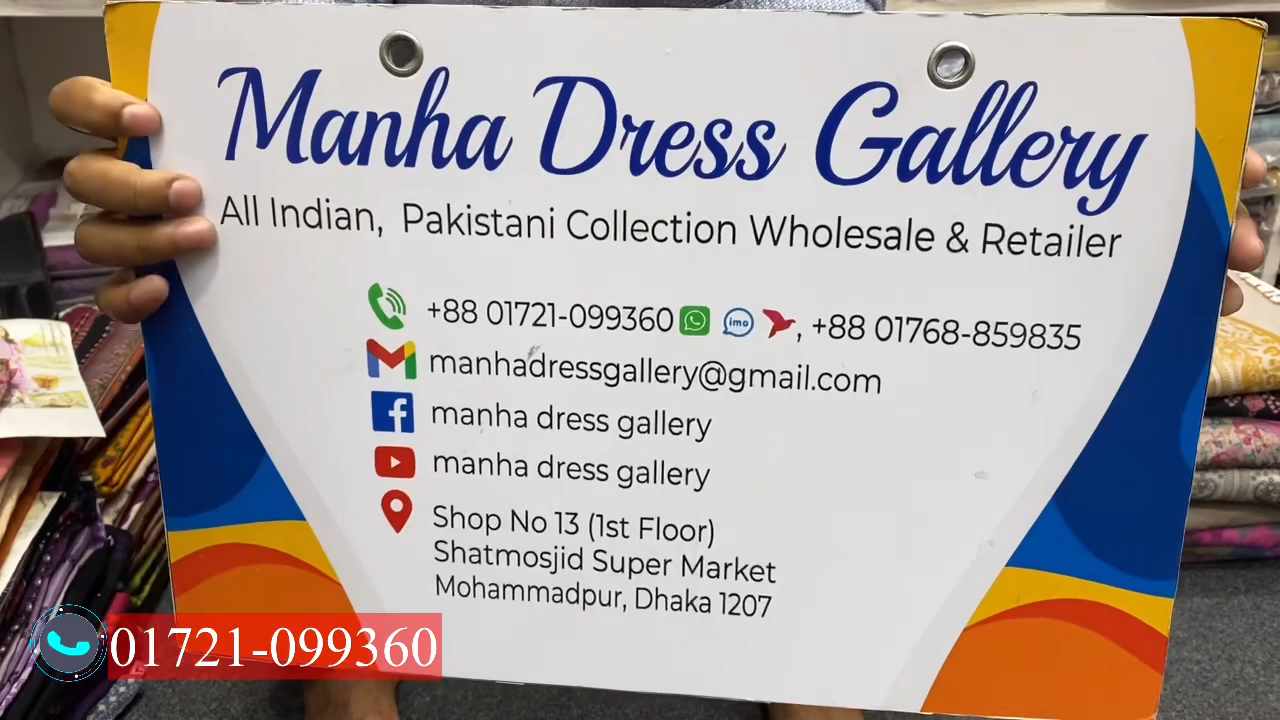 Manha Dress Gallery
All Indian, Pakistani Collection Wholesale & Retailer
+88 01721-099360 imo , +88 01768-859835
manhadressgallery@gmail.com
manha dress gallery
manha dress gallery
Shop No 13 (1st Floor)
Shatmosjid Super Market
Mohammadpur, Dhaka 1207
01721-099360